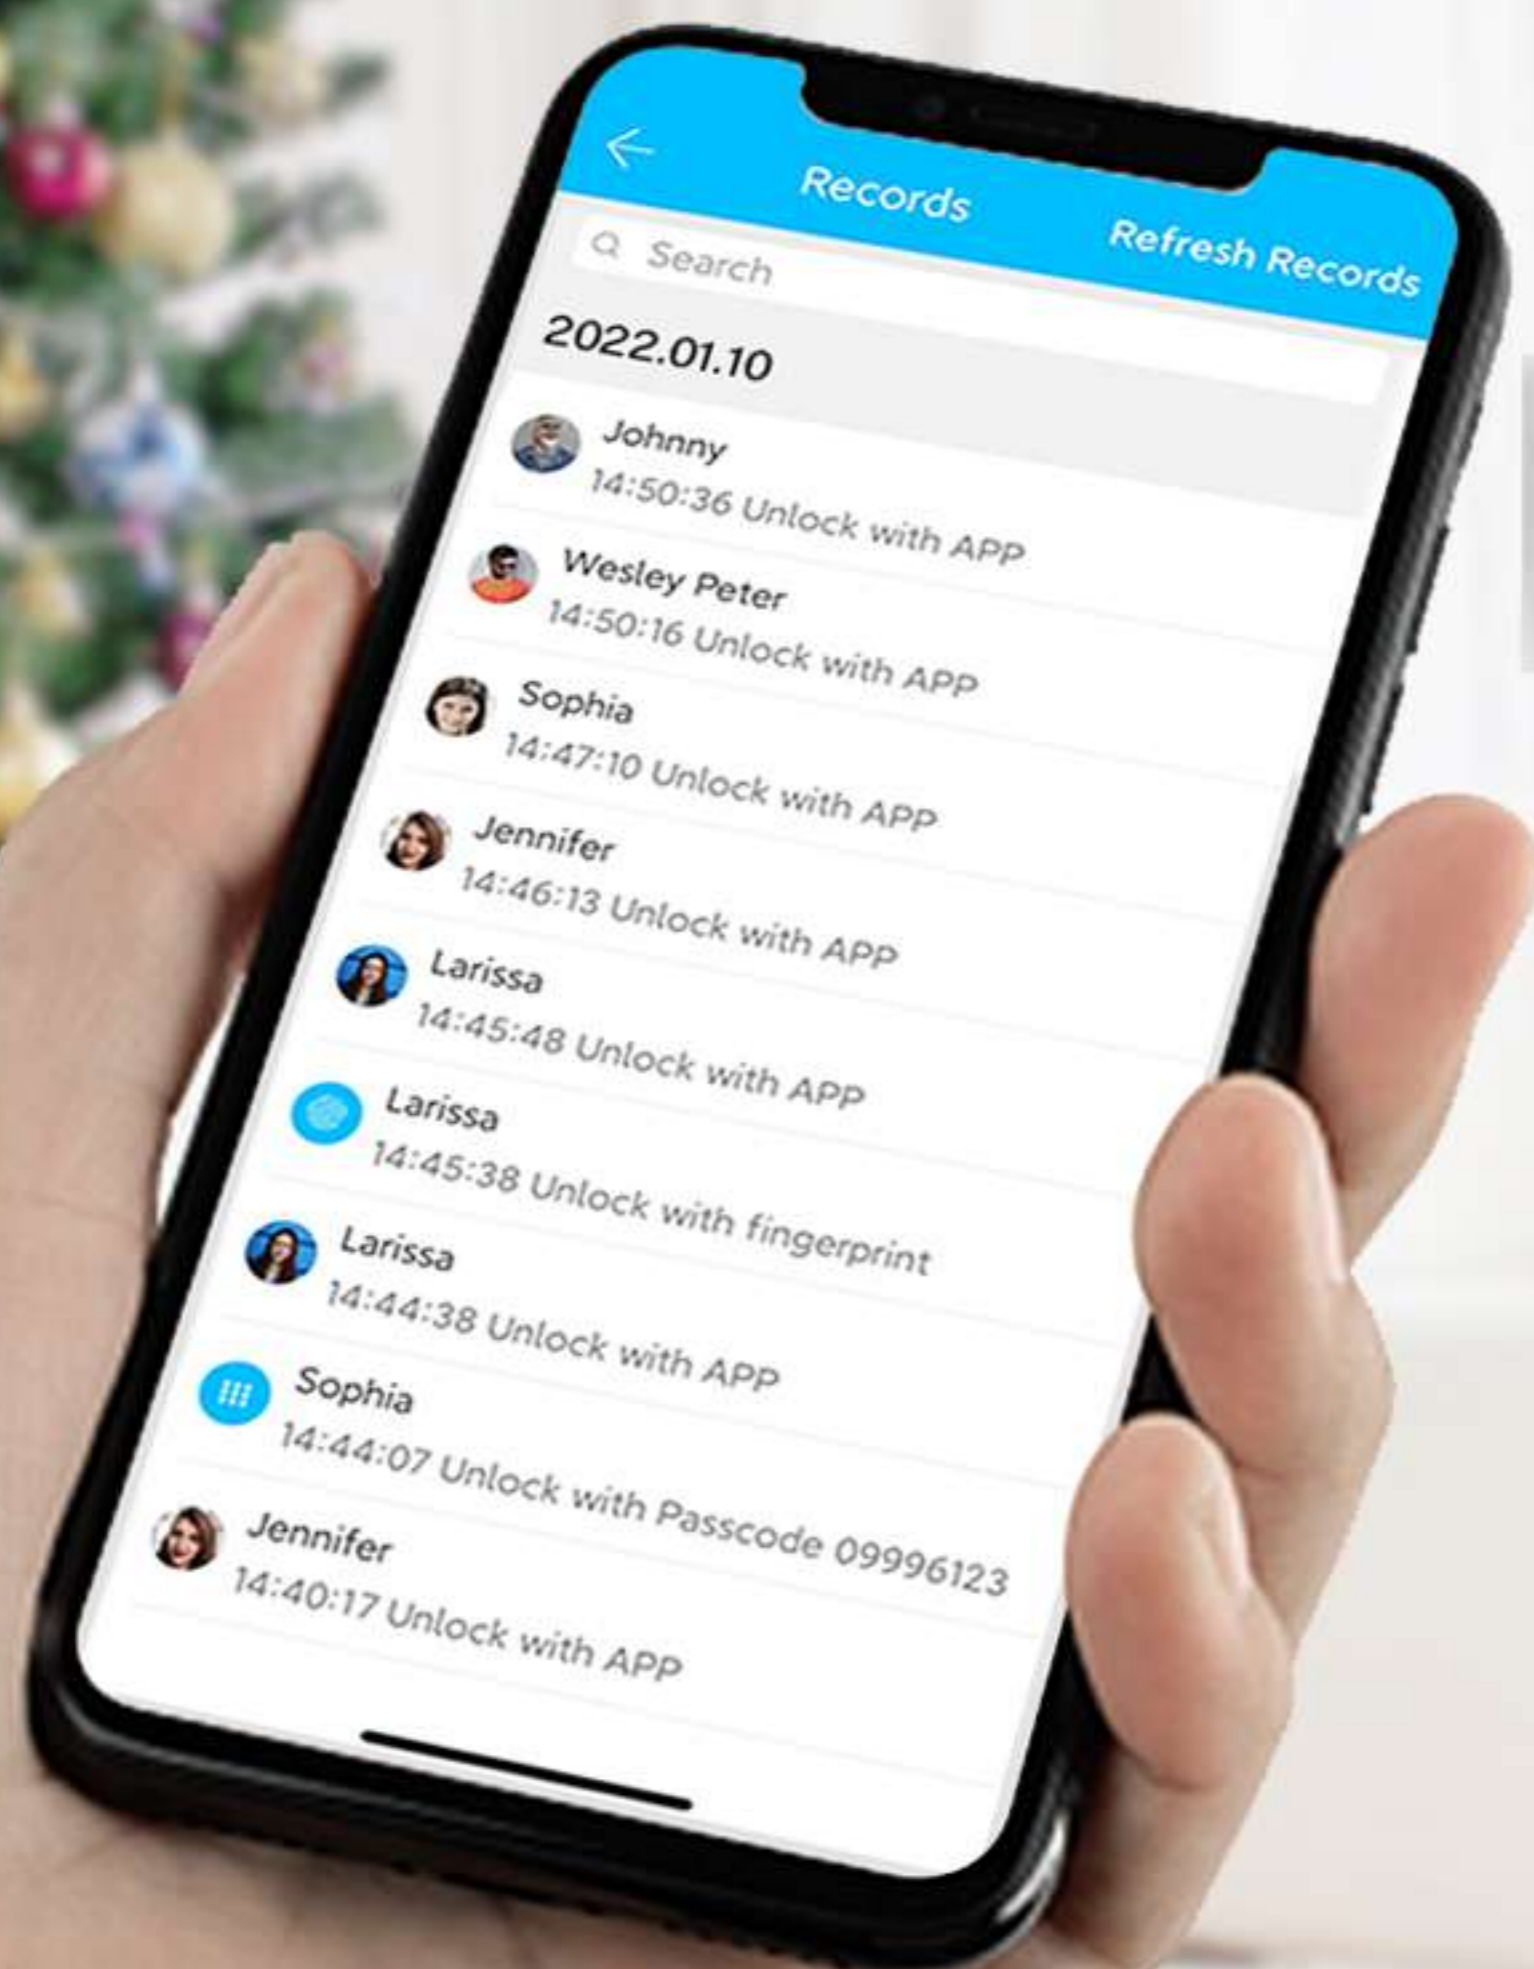 Records
Refresh Records
Search
2022.01.10
Johnny
14:50:36 Unlock with APP
Wesley Peter
14:50:16 Unlock with APP
Sophia
14:47:10 Unlock with APP
Jennifer
14:46:13 Unlock with APP
Larissa
14:45:48 Unlock with APP
Larissa
14:45:38 Unlock with fingerprint
Larissa
14:44:38 Unlock with APP
Sophia
14:44:07 Unlock with Passcode 09996123
Jennifer
14:40:17 Unlock with APP